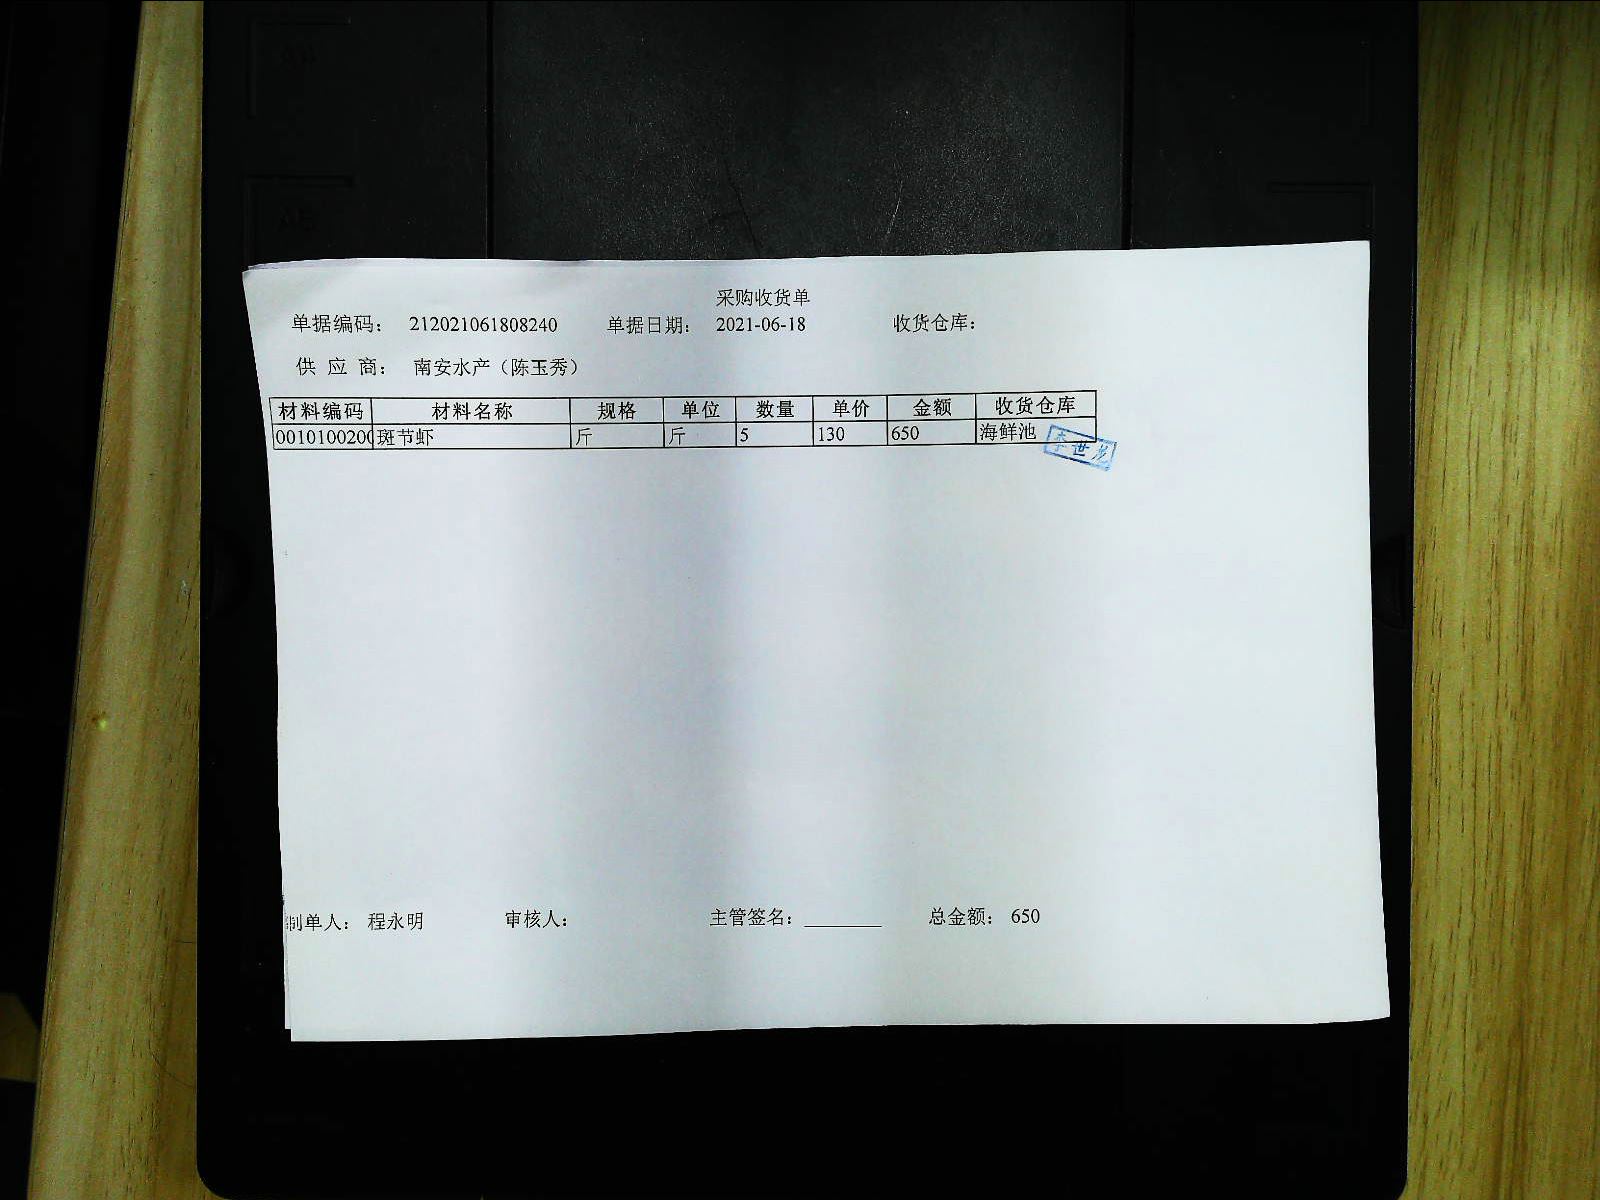 采购收货单
单据编码： 212021061808240 单据日期： 2021-06-18 收货仓库：
供 应 商： 南安水产（陈玉秀）
材料编码 材料名称 规格 单位 数量 单价 金额 收货仓库
0010100200 斑节虾 斤 斤 5 130 650 海鲜池
制单人： 程永明 审核人： 主管签名： 总金额： 650